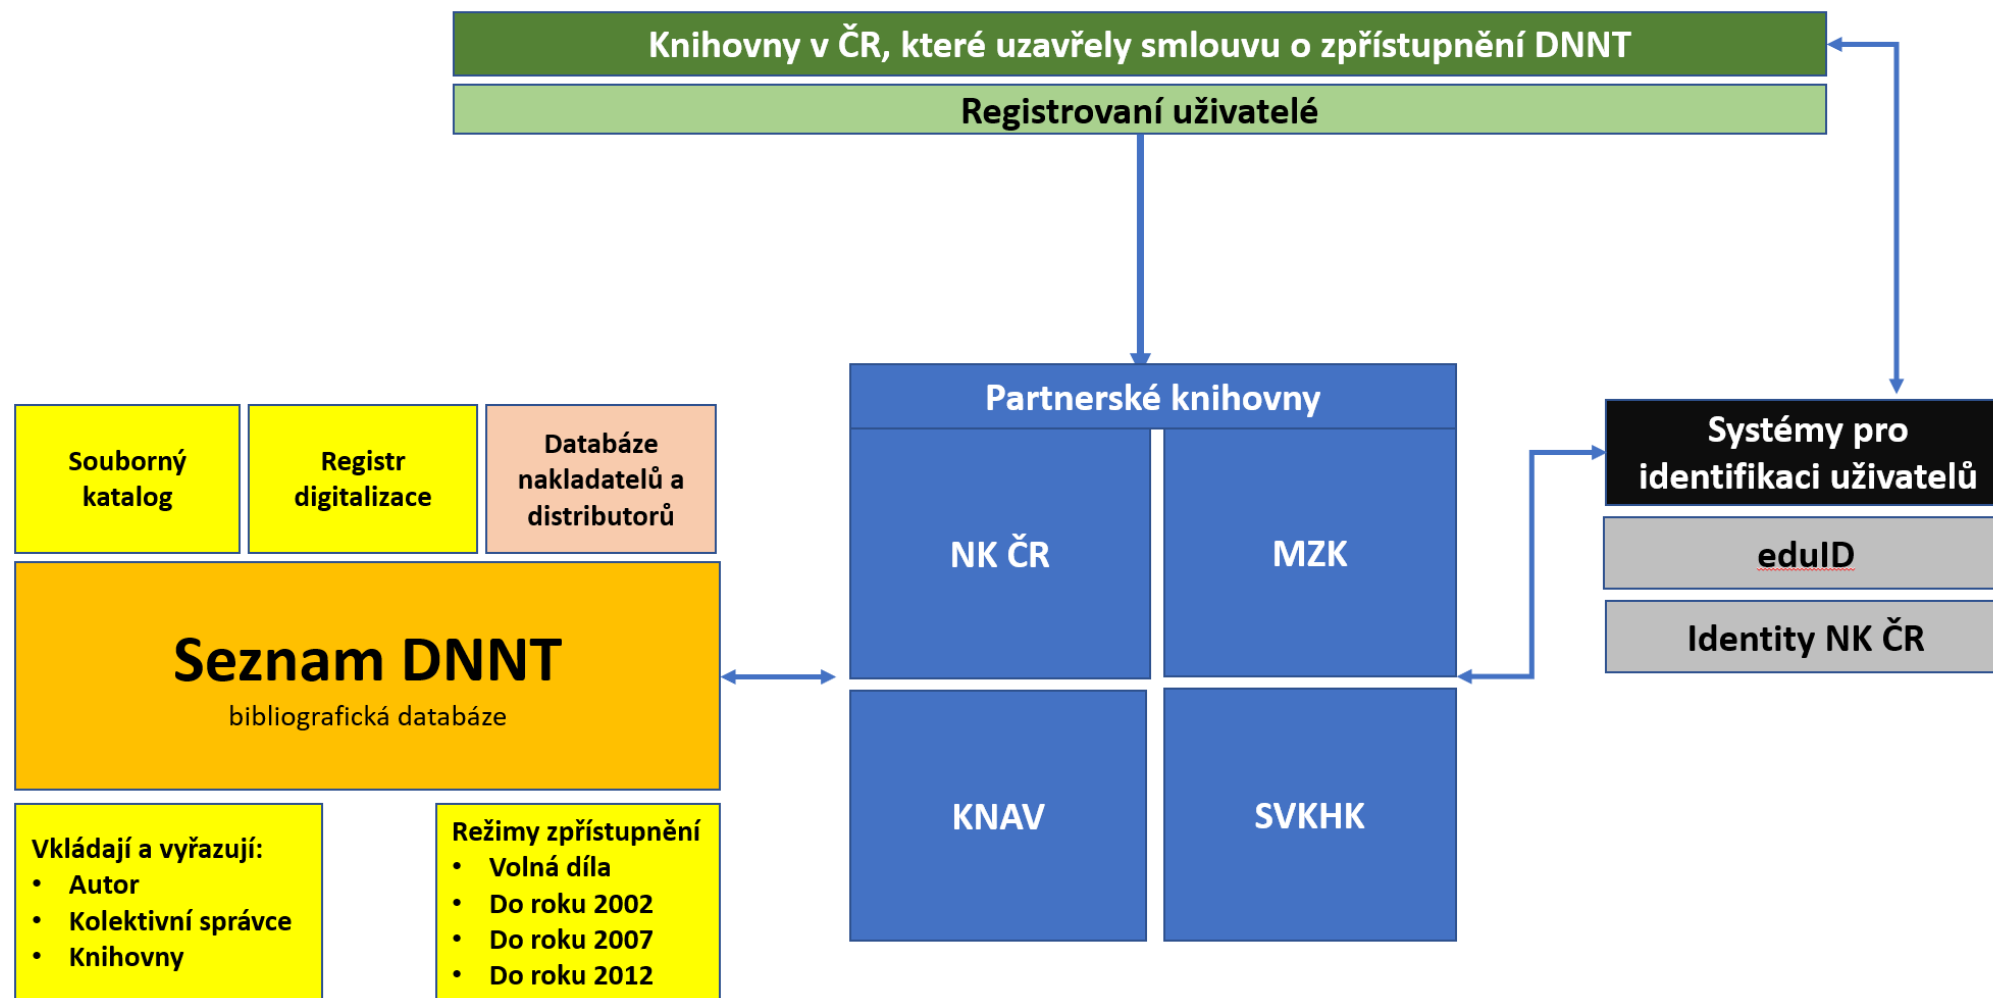 Knihovny v ČR, které uzavřely smlouvu o zpřístupnění DNNT
Registrovaní uživatelé
Souborný
katalog
Registr
digitalizace
Databáze
nakladatelů a
distributorů
Seznam DNNT
bibliografická databáze
Vkládají a vyřazují:
• Autor
• Kolektivní správce
• Knihovny
Režimy zpřístupnění
• Volná díla
• Do roku 2002
• Do roku 2007
• Do roku 2012
Partnerské knihovny
NK ČR
MZK
KNAV
SVKHK
Systémy pro
identifikaci uživatelů
eduID
Identity NK ČR